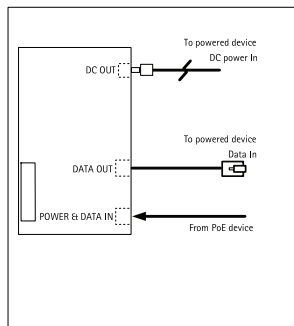 To powered device
DC power In
DC OUT
To powered device
Data In
DATA OUT
POWER & DATA IN
From PoE device